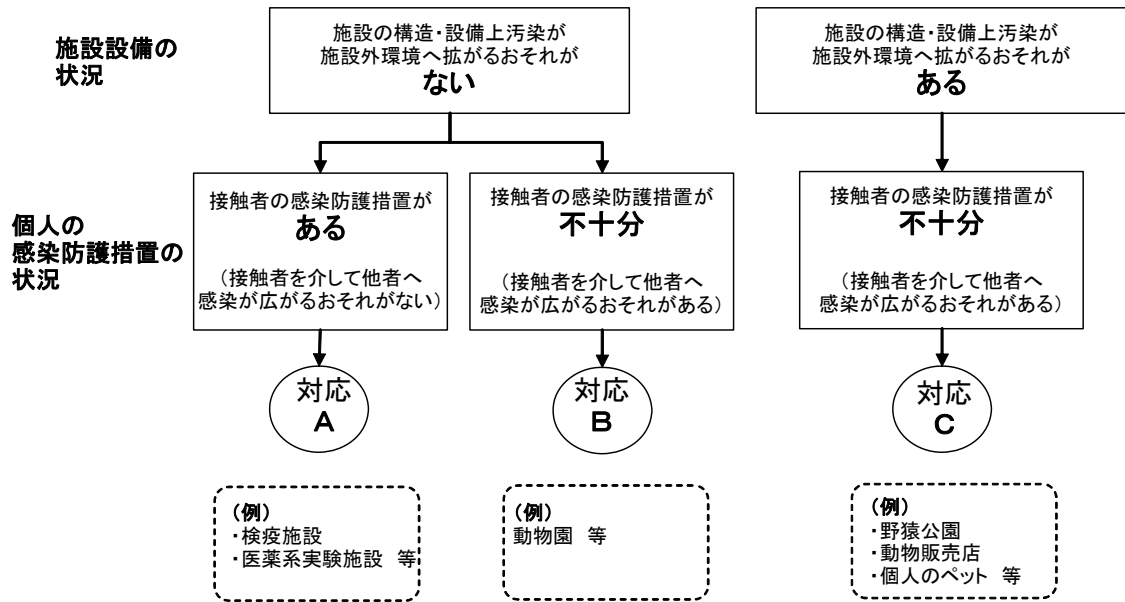 施設設備の
状況
施設の構造・設備上汚染が
施設外環境へ拡がるおそれが
ない
施設の構造・設備上汚染が
施設外環境へ拡がるおそれが
ある
個人の
感染防護措置の
状況
接触者の感染防護措置が
ある
(接触者を介して他者へ
感染が広がるおそれがない)
接触者の感染防護措置が
不十分
(接触者を介して他者へ
感染が広がるおそれがある)
接触者の感染防護措置が
不十分
(接触者を介して他者へ
感染が広がるおそれがある)
対応
A
対応
B
対応
C
(例)
・検疫施設
・医薬系実験施設 等
(例)
動物園 等
(例)
・野猿公園
・動物販売店
・個人のペット 等